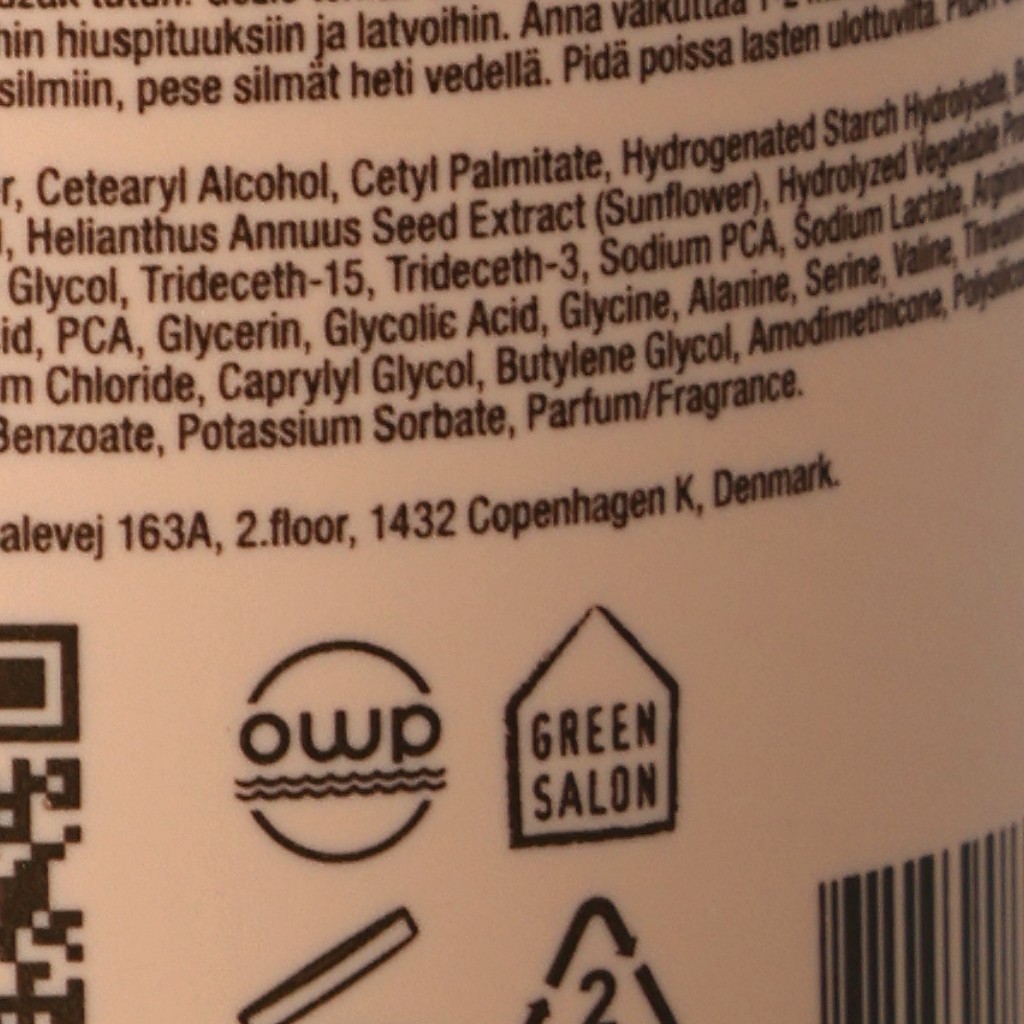 hiuspituuksiin ja latvoihin. Anna vaikuttaa
silmiin, pese silmät heti vedellä. Pidä poissa lasten ulottuvilta.
r, Cetearyl Alcohol, Cetyl Palmitate, Hydrogenated Starch Hydrolysate,
, Helianthus Annuus Seed Extract (Sunflower), Hydrolyzed Vegetable
Glycol, Trideceth-15, Trideceth-3, Sodium PCA, Sodium Lactate,
id, PCA, Glycerin, Glycolic Acid, Glycine, Alanine, Serine, Valine,
m Chloride, Caprylyl Glycol, Butylene Glycol, Amodimethicone,
Benzoate, Potassium Sorbate, Parfum/Fragrance.
alevej 163A, 2.floor, 1432 Copenhagen K, Denmark.
owp
GREEN
SALON
2